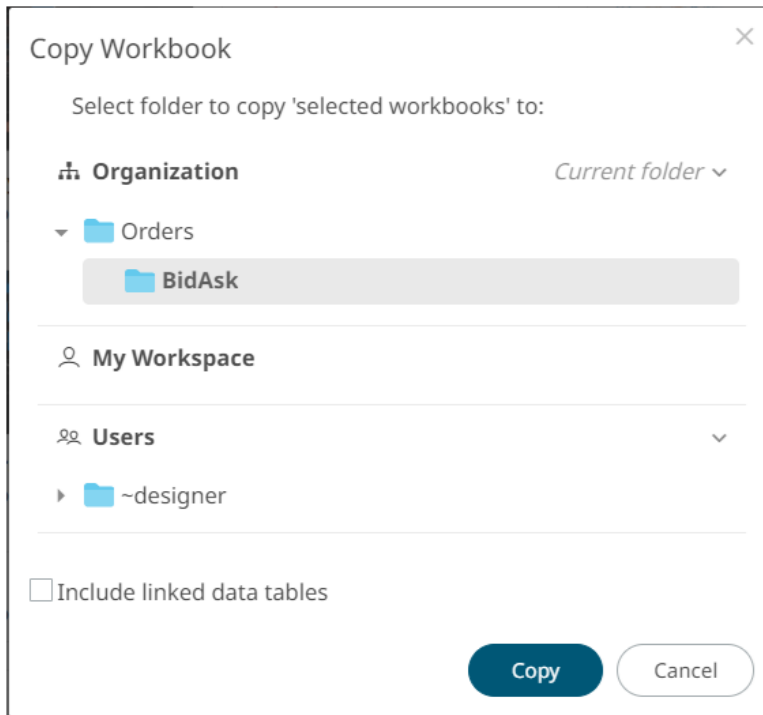 Copy Workbook
Select folder to copy 'selected workbooks' to:
Organization Current folder
Orders
BidAsk
My Workspace
Users
~designer
Include linked data tables
Copy Cancel